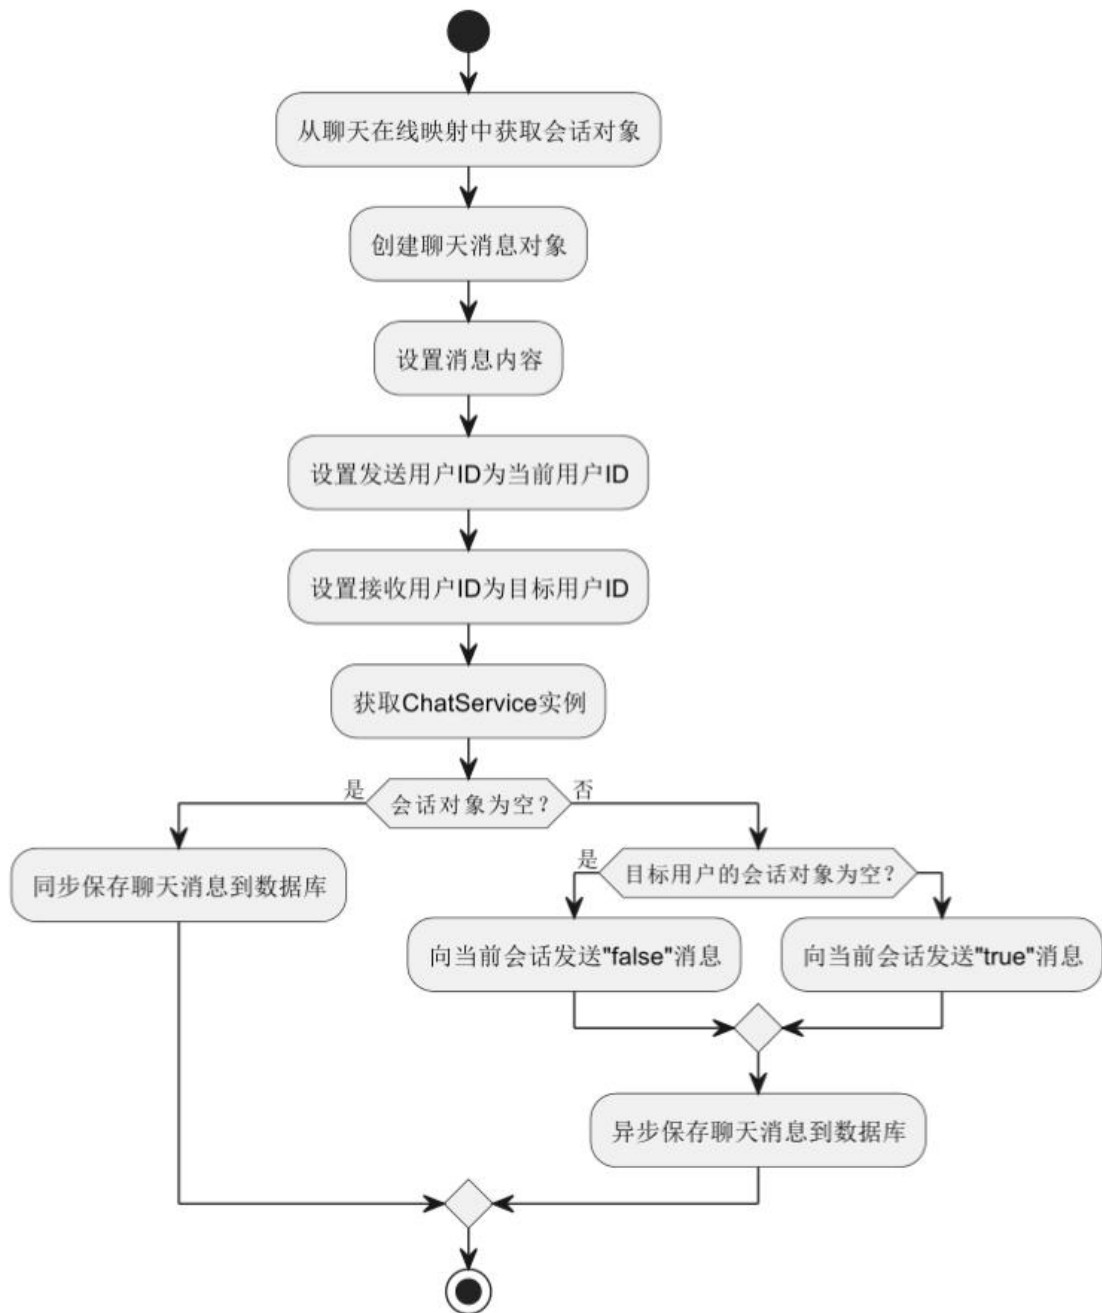 从聊天在线映射中获取会话对象
创建聊天消息对象
设置消息内容
设置发送用户ID为当前用户ID
设置接收用户ID为目标用户ID
获取ChatService实例
是
会话对象为空？
否
同步保存聊天消息到数据库
是
目标用户的会话对象为空？
向当前会话发送"false"消息
向当前会话发送"true"消息
异步保存聊天消息到数据库